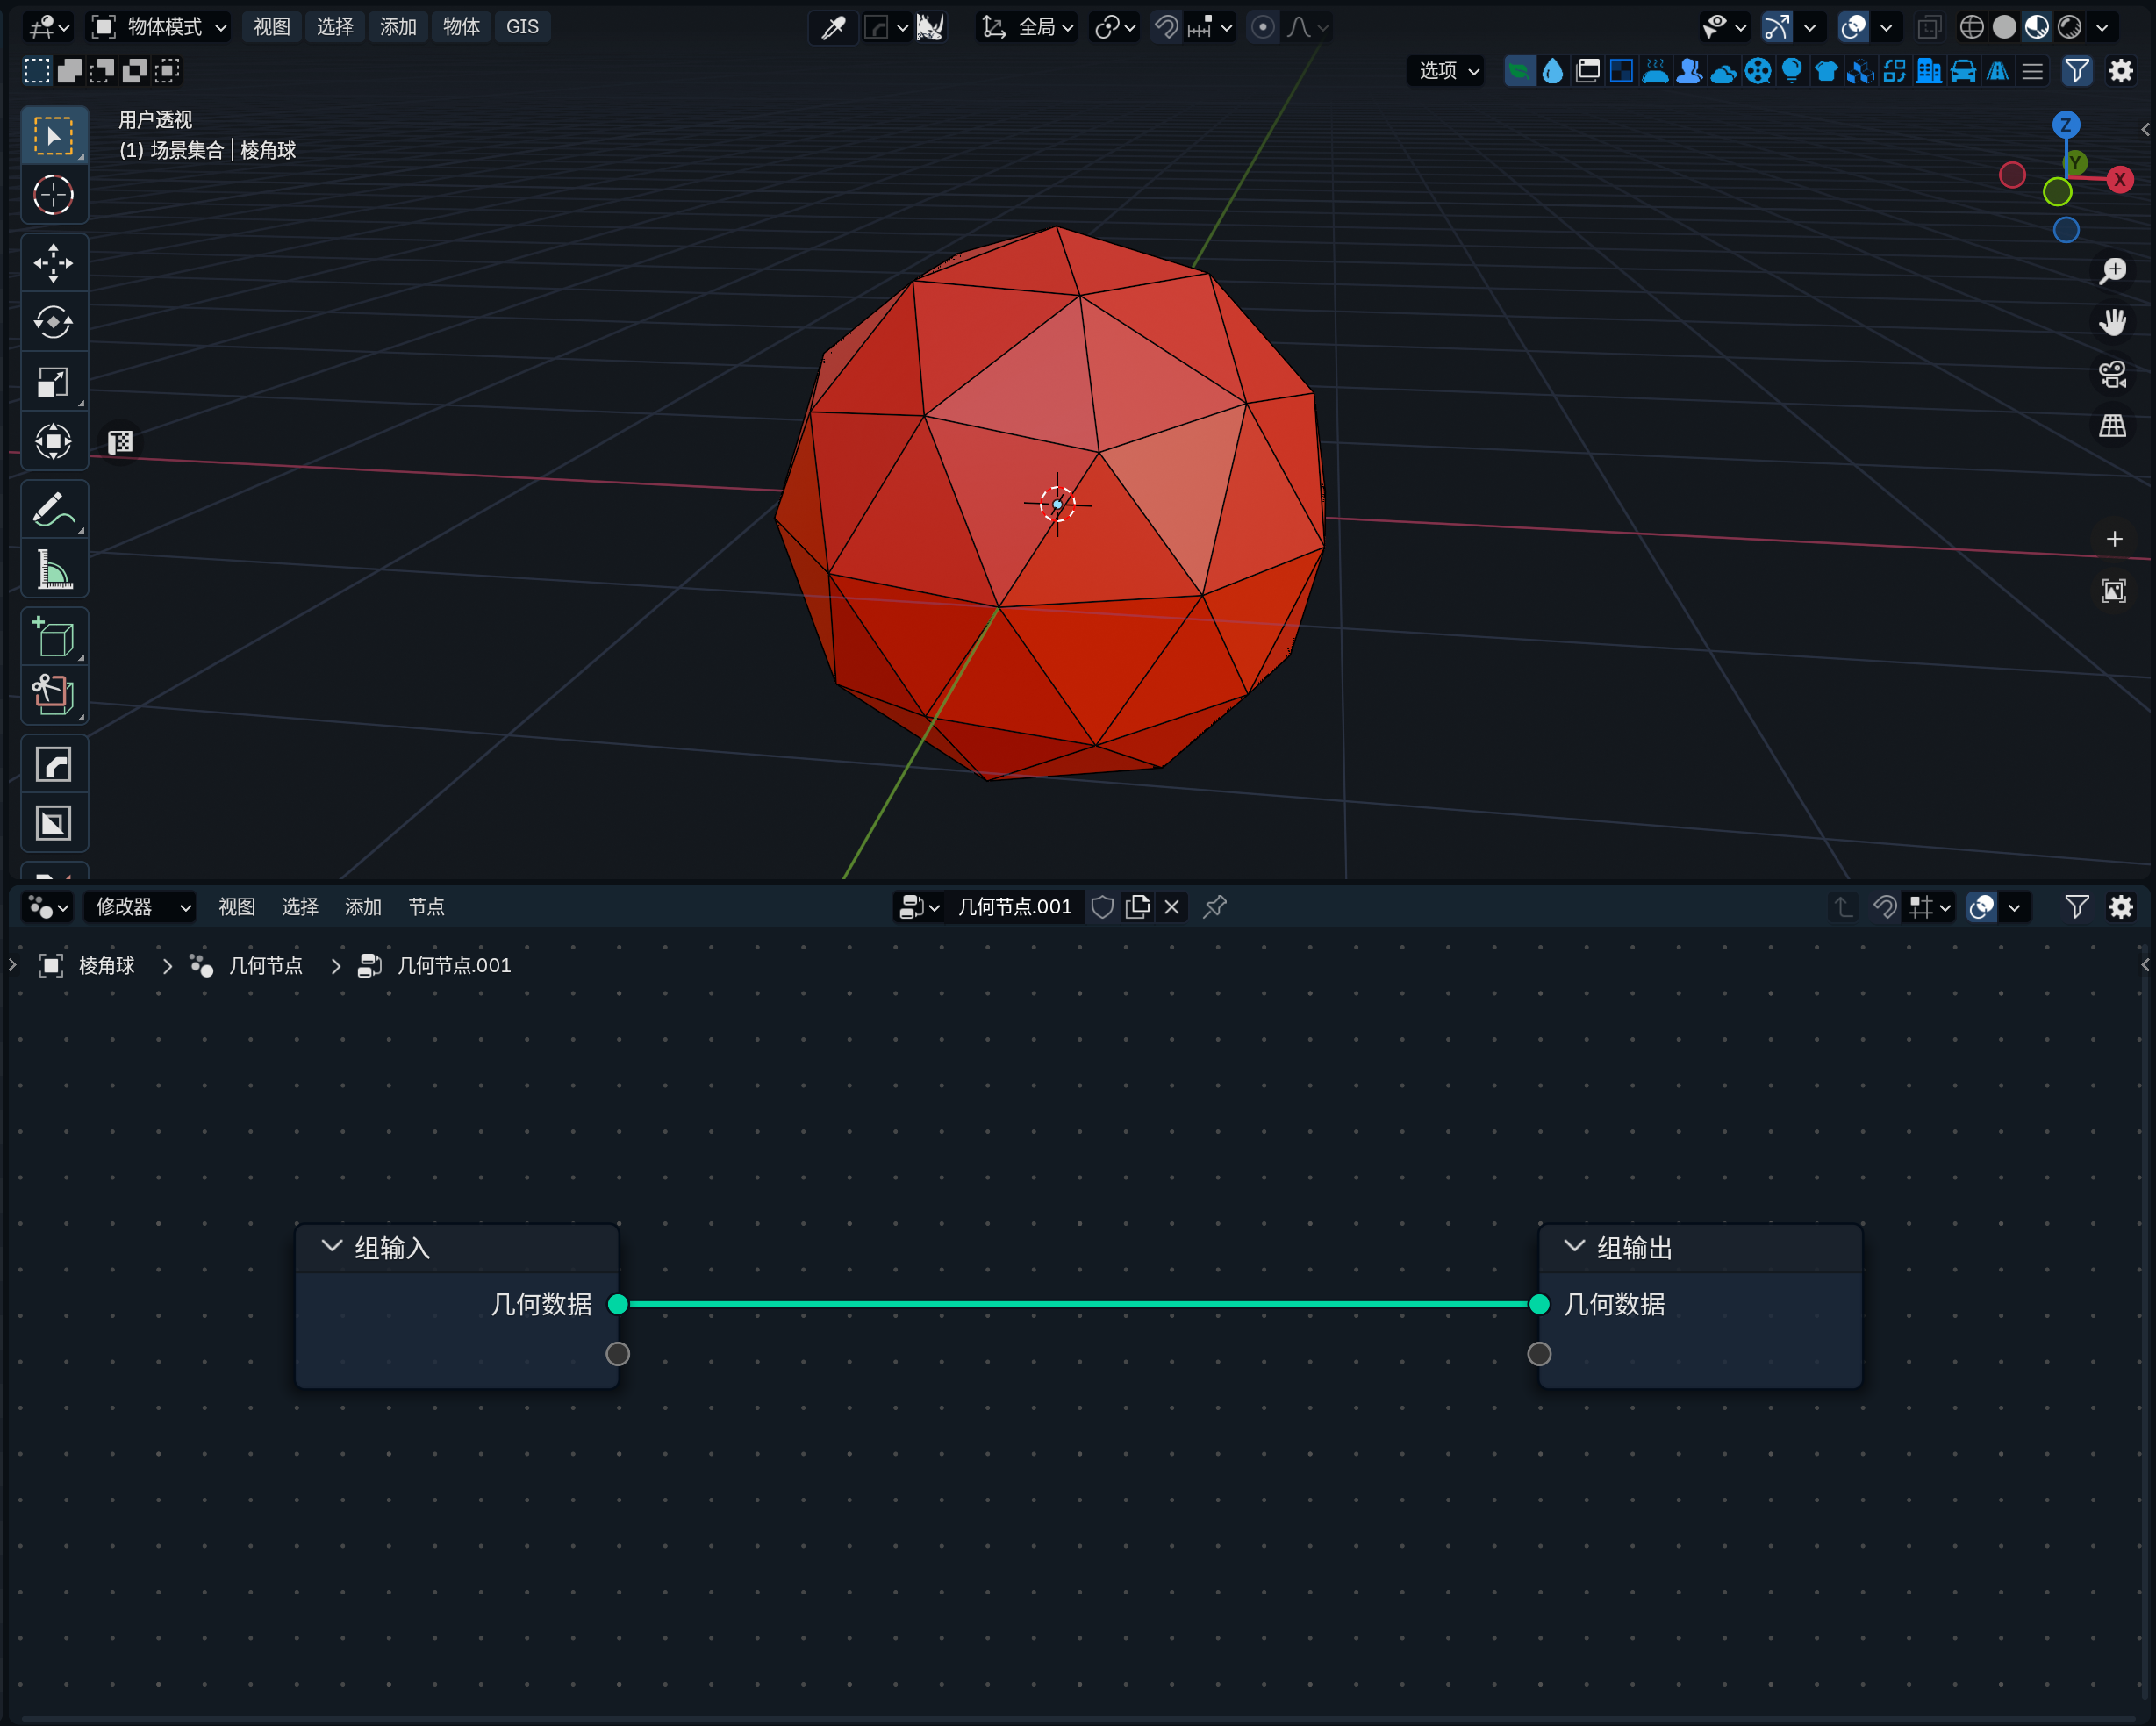 物体模式 视图 选择 添加 物体 GIS 全局
选项
用户透视
(1) 场景集合 | 棱角球
Z
Y
X
修改器 视图 选择 添加 节点 几何节点.001
棱角球 几何节点 几何节点.001
组输入 组输出
几何数据 几何数据